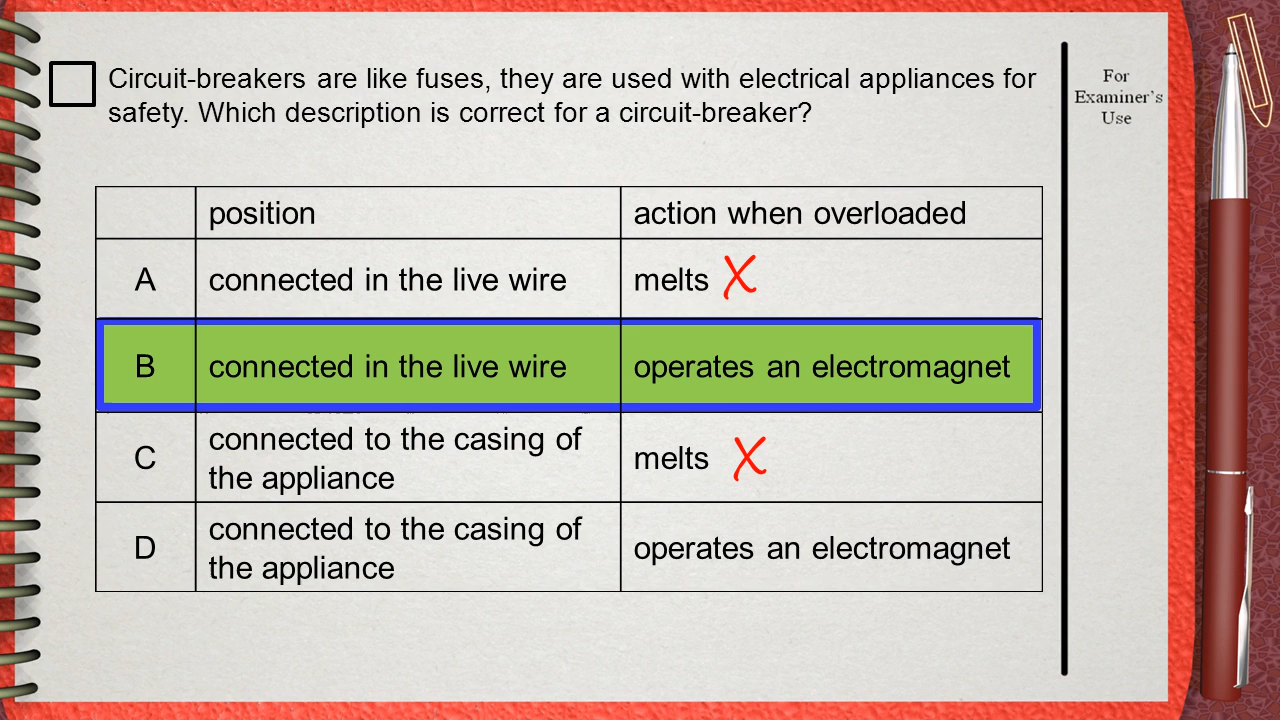 Circuit-breakers are like fuses, they are used with electrical appliances for
safety. Which description is correct for a circuit-breaker?
For
Examiner's
Use
position action when overloaded
A connected in the live wire melts X
B connected in the live wire operates an electromagnet
C connected to the casing of
the appliance melts X
D connected to the casing of
the appliance operates an electromagnet